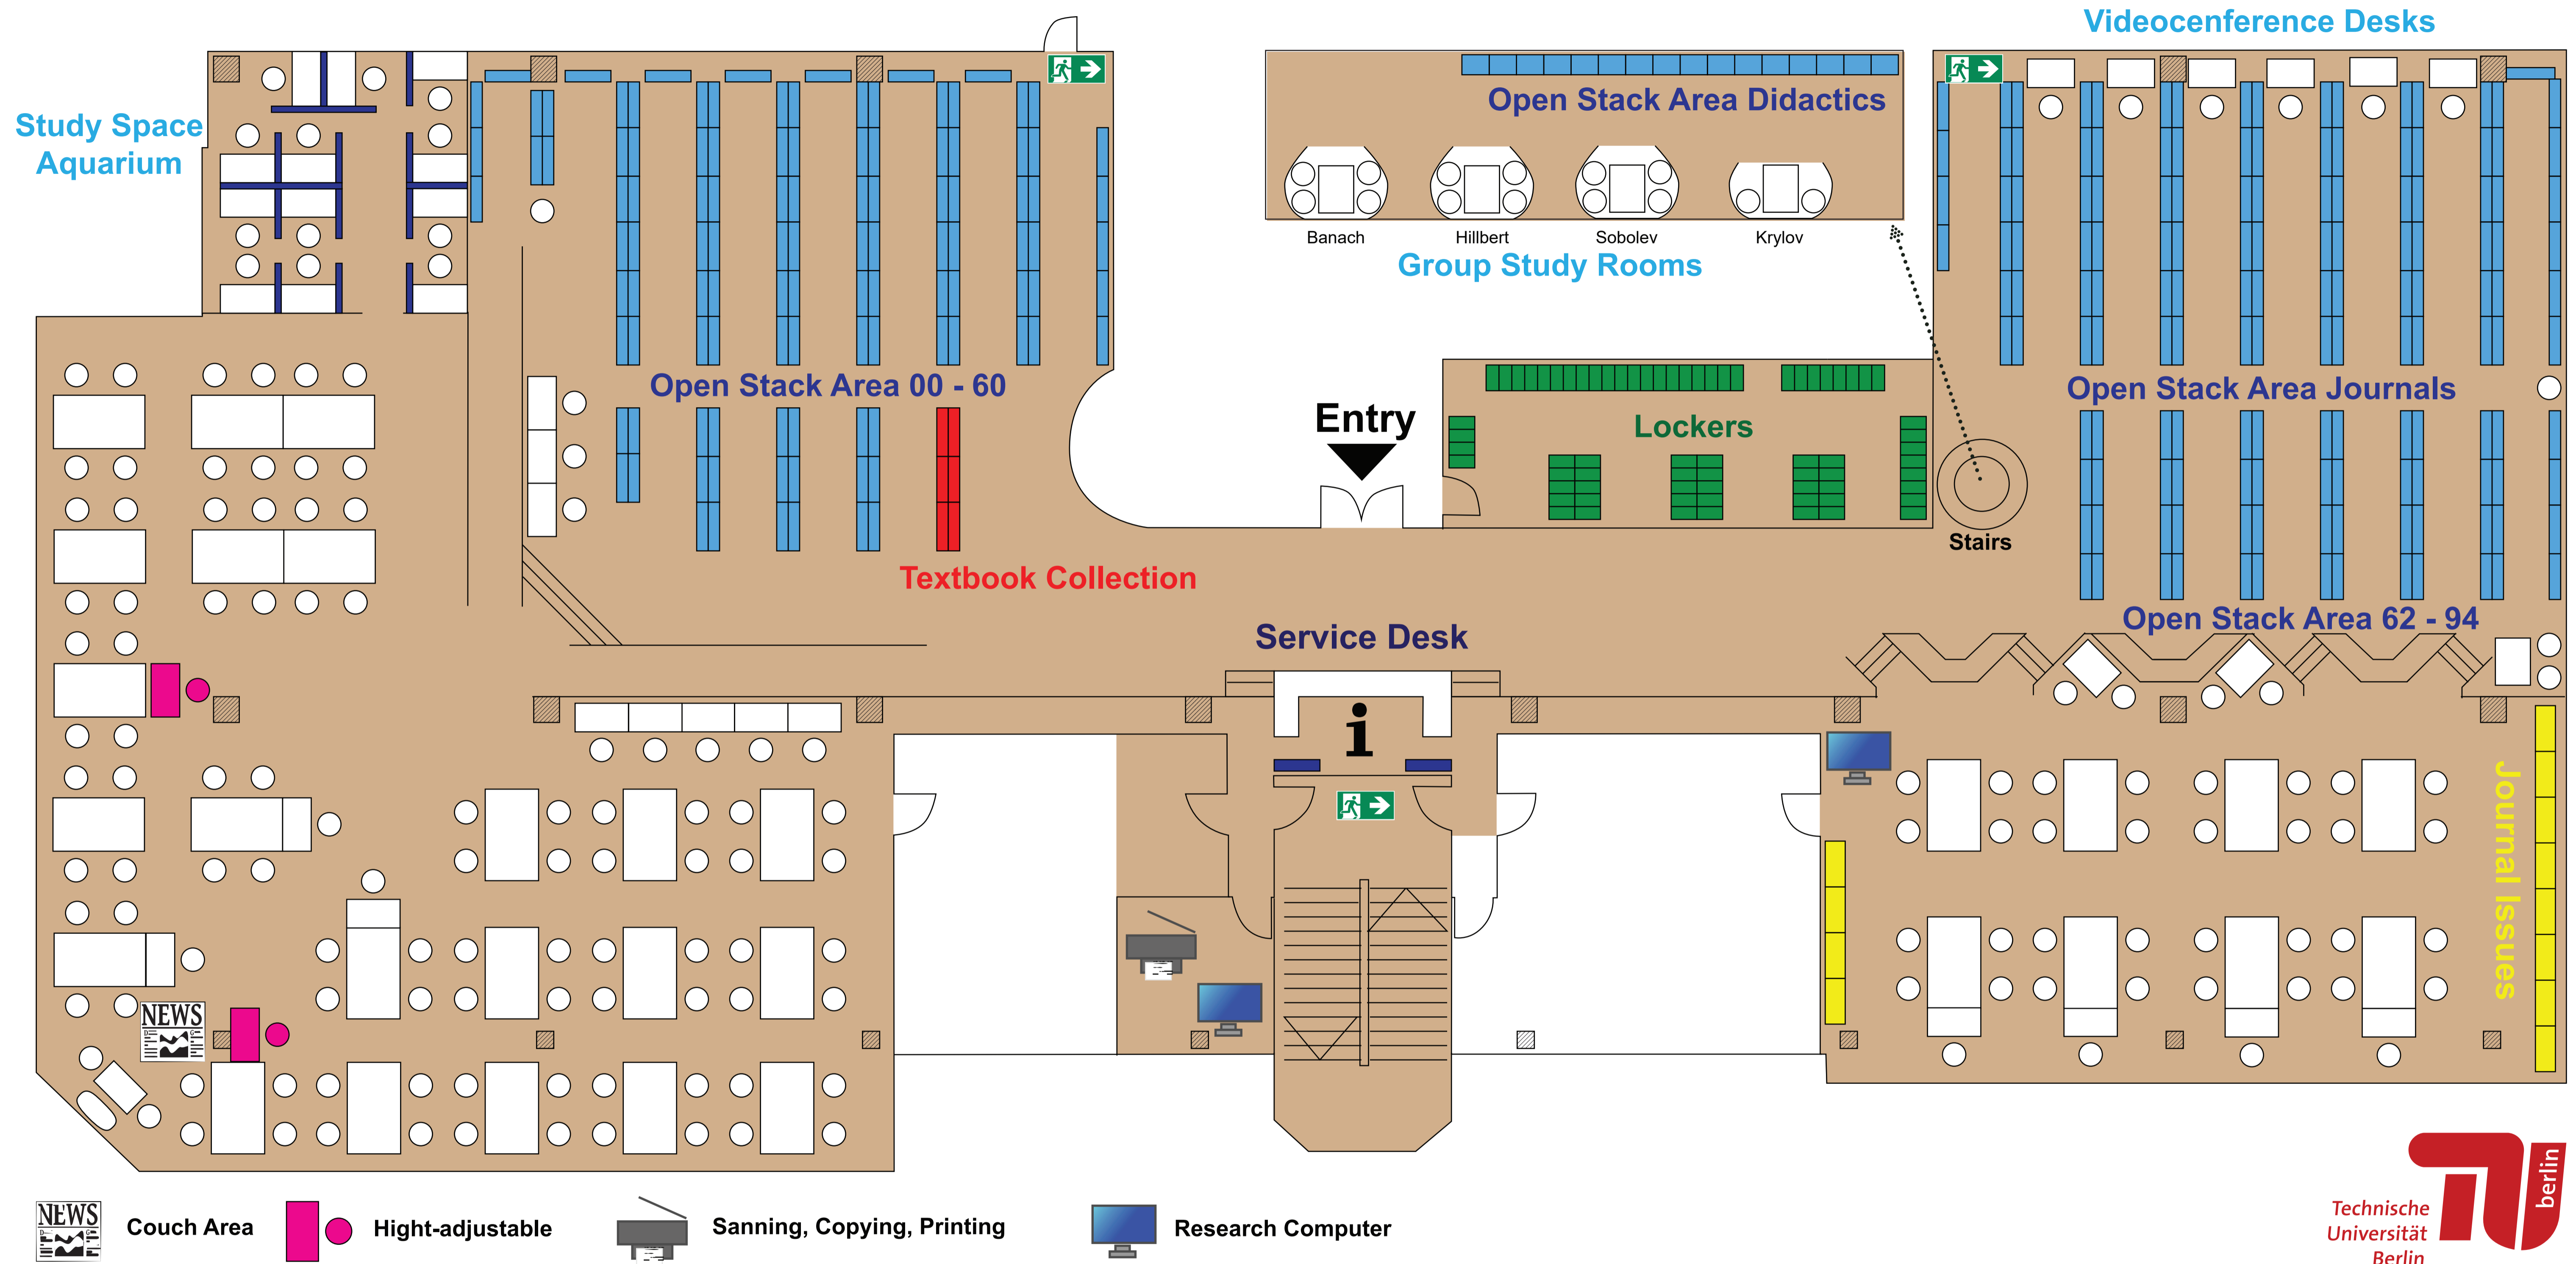 Videocenference Desks
Study Space
Aquarium
Open Stack Area Didactics
Banach
Hillbert
Sobolev
Krylov
Group Study Rooms
Open Stack Area 00 - 60
Entry
Lockers
Open Stack Area Journals
Stairs
Textbook Collection
Open Stack Area 62 - 94
Service Desk
i
Journal Issues
NEWS
NEWS
Couch Area
Hight-adjustable
Sanning, Copying, Printing
Research Computer
berlin
Technische
Universität
Berlin